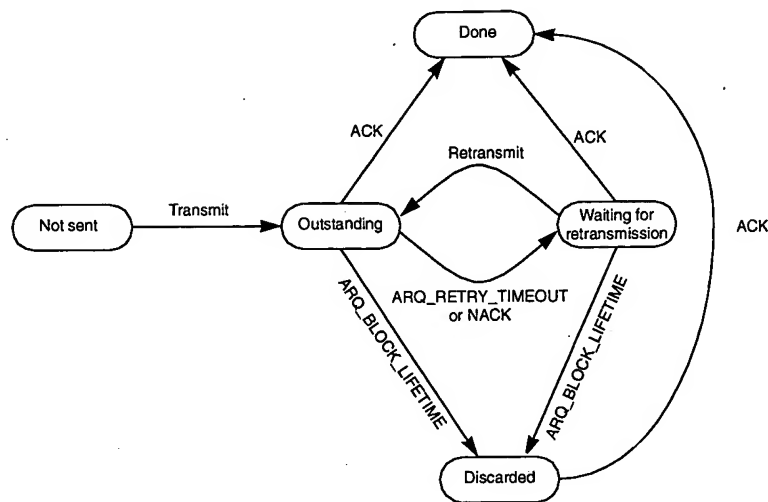 Done
ACK
ACK
Retransmit
Transmit
Not sent
Outstanding
Waiting for
retransmission
ACK
ARQ_RETRY_TIMEOUT
or NACK
ARQ_BLOCK_LIFETIME
ARQ_BLOCK_LIFETIME
Discarded